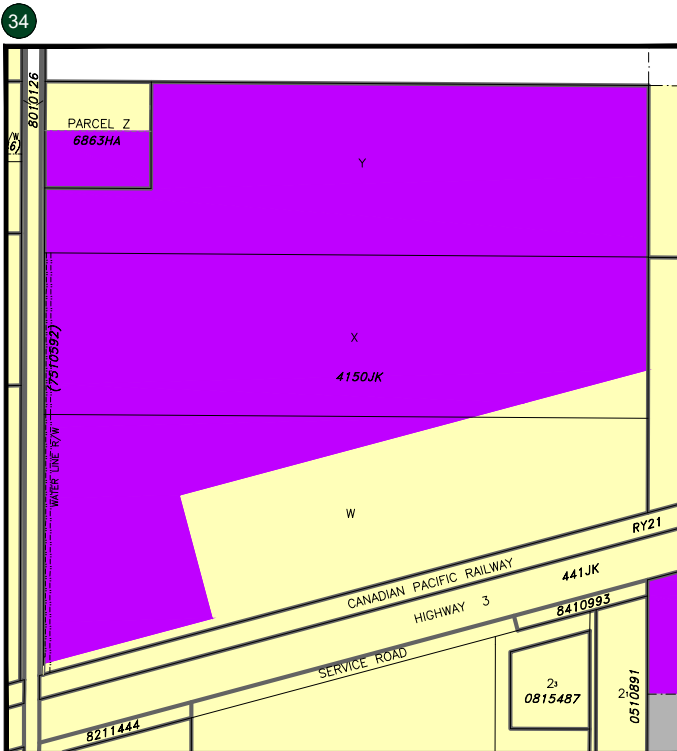 34
8010126
PARCEL Z
6863HA
/W
6)
Y
X
4150JK
(7510592)
WATER LINE R/W
W
RY21
CANADIAN PACIFIC RAILWAY
441JK
HIGHWAY 3
8410993
SERVICE ROAD
23
0815487
21
0510891
8211444